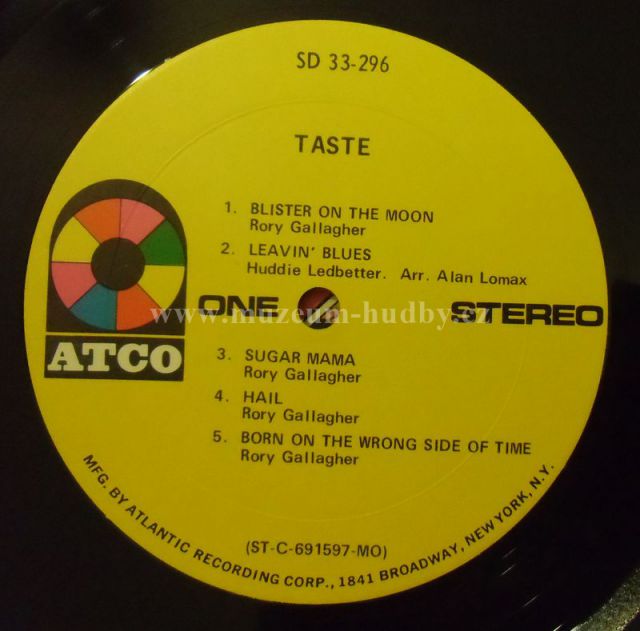 SD 33-296
TASTE
1. BLISTER ON THE MOON
Rory Gallagher
2. LEAVIN' BLUES
Huddie Ledbetter. Arr. Alan Lomax
ONE
STEREO
www.muzeum-hudby.cz
ATCO
3. SUGAR MAMA
Rory Gallagher
4. HAIL
Rory Gallagher
5. BORN ON THE WRONG SIDE OF TIME
Rory Gallagher
(ST-C-691597-MO)
MFG. BY ATLANTIC RECORDING CORP., 1841 BROADWAY, NEW YORK, N.Y.